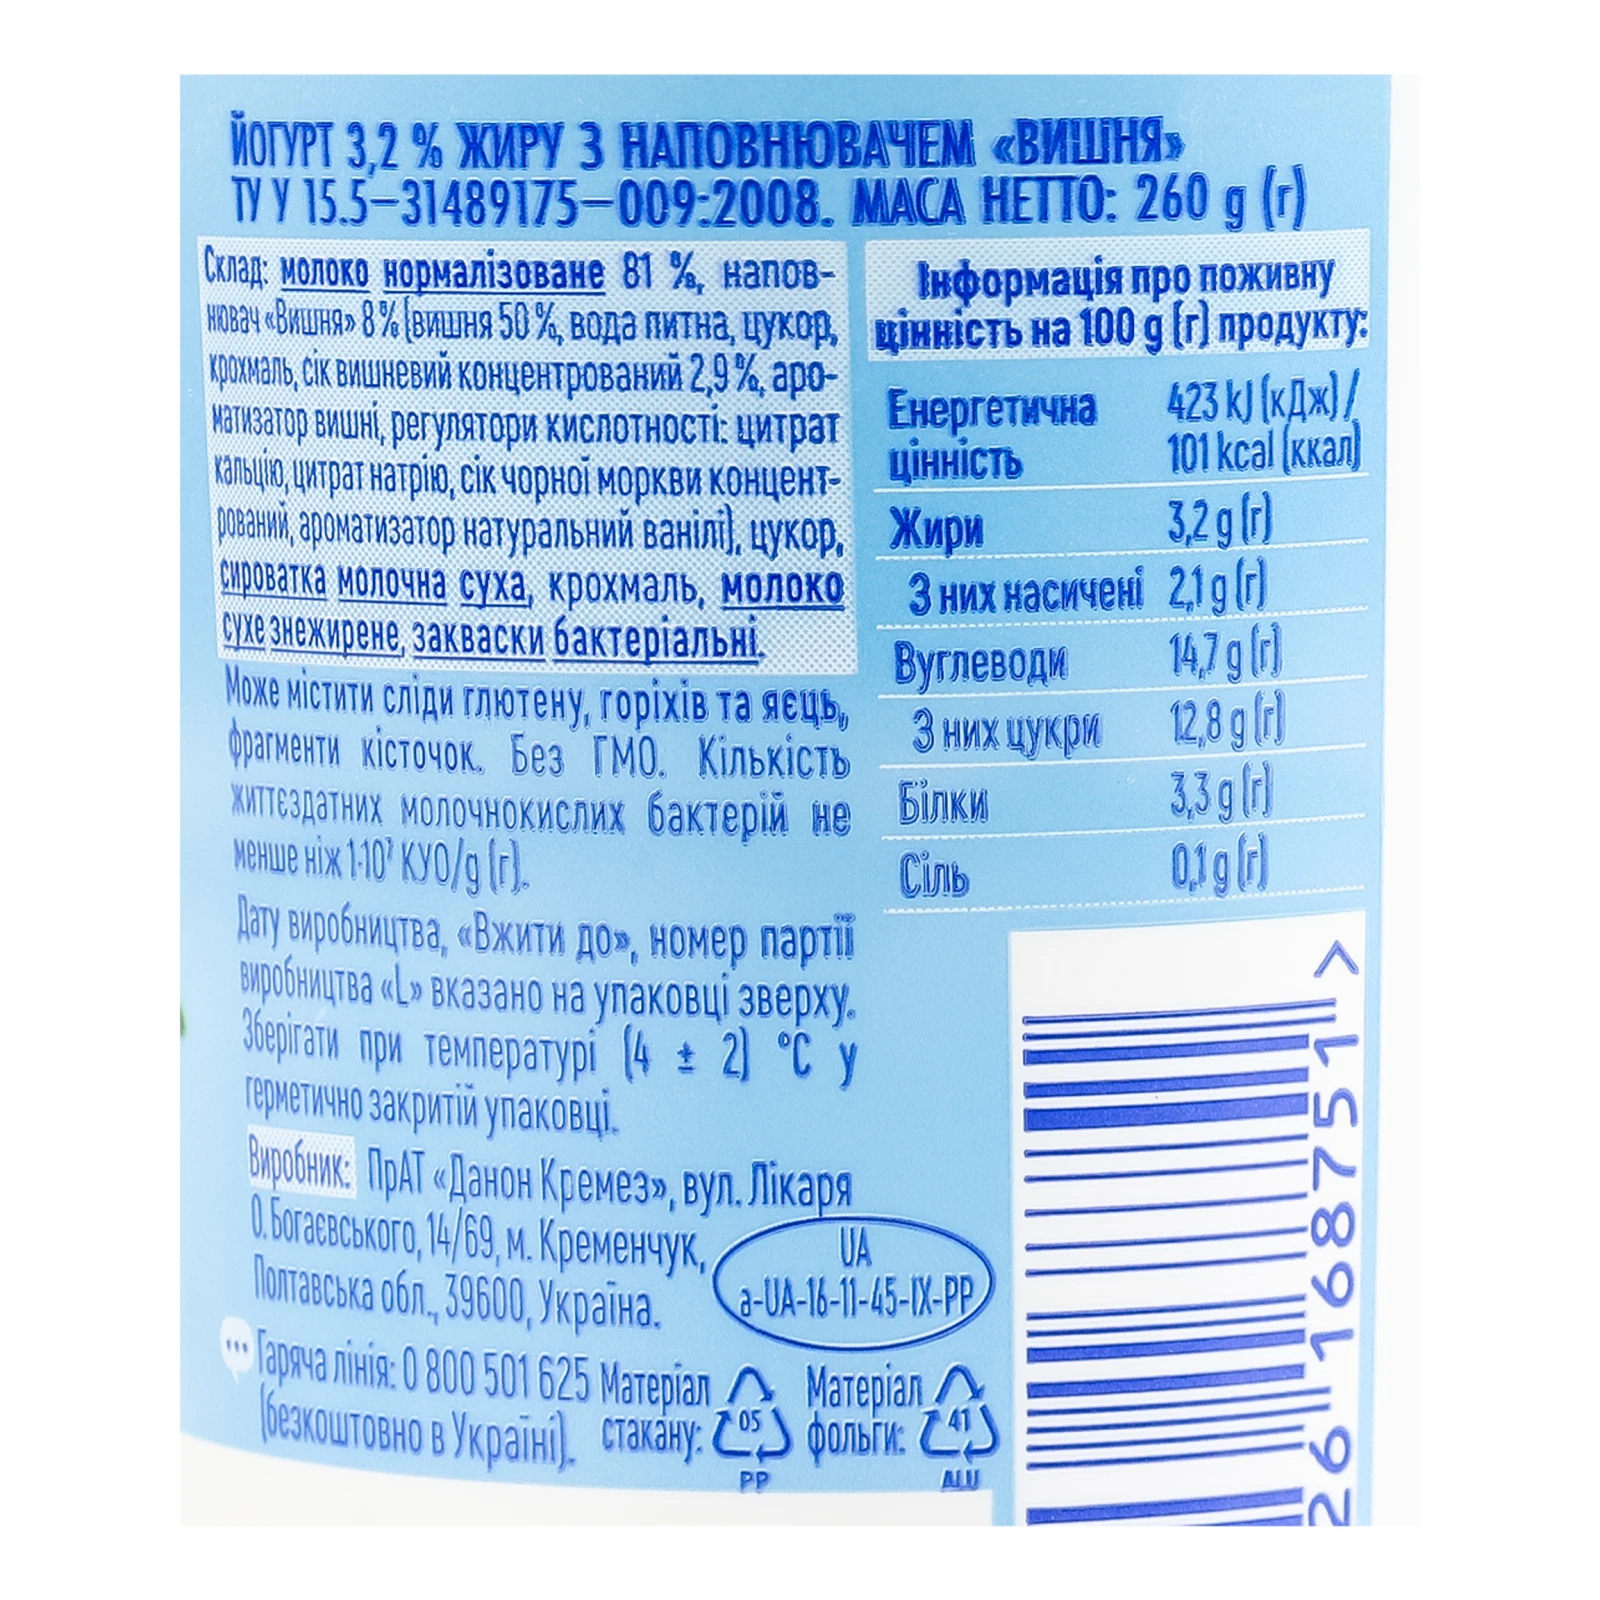 ЙОГУРТ 3,2 % ЖИРУ З НАПОВНЮВАЧЕМ «ВИШНЯ»
ТУ У 15.5–31489175–009:2008. МАСА НЕТТО: 260 g (г)
Склад: молоко нормалізоване 81 %, напов-
нювач «Вишня» 8 % (вишня 50 %, вода питна, цукор,
крохмаль, сік вишневий концентрований 2,9 %, аро-
матизатор вишні, регулятори кислотності: цитрат
кальцію, цитрат натрію, сік чорної моркви концент-
рований, ароматизатор натуральний ванілі), цукор,
сироватка молочна суха, крохмаль, молоко
сухе знежирене, закваски бактеріальні.
Може містити сліди глютену, горіхів та яєць,
фрагменти кісточок. Без ГМО. Кількість
життєздатних молочнокислих бактерій не
менше ніж 1·10⁷ КУО/g (г).
Дату виробництва, «Вжити до», номер партії
виробництва «L» вказано на упаковці зверху.
Зберігати при температурі (4 ± 2) °C у
герметично закритій упаковці.
Виробник: ПрАТ «Данон Кремез», вул. Лікаря
О. Богаєвського, 14/69, м. Кременчук,
Полтавська обл., 39600, Україна.
UA
a-UA-16-11-45-IX-PP
Гаряча лінія: 0 800 501 625
(безкоштовно в Україні).
Матеріал
стакану:
05
PP
Матеріал
фольги:
41
ALU
Інформація про поживну
цінність на 100 g (г) продукту:
Енергетична 423 kJ (кДж) /
цінність 101 kcal (ккал)
Жири 3,2 g (г)
З них насичені 2,1 g (г)
Вуглеводи 14,7 g (г)
З них цукри 12,8 g (г)
Білки 3,3 g (г)
Сіль 0,1 g (г)
26 168751 >